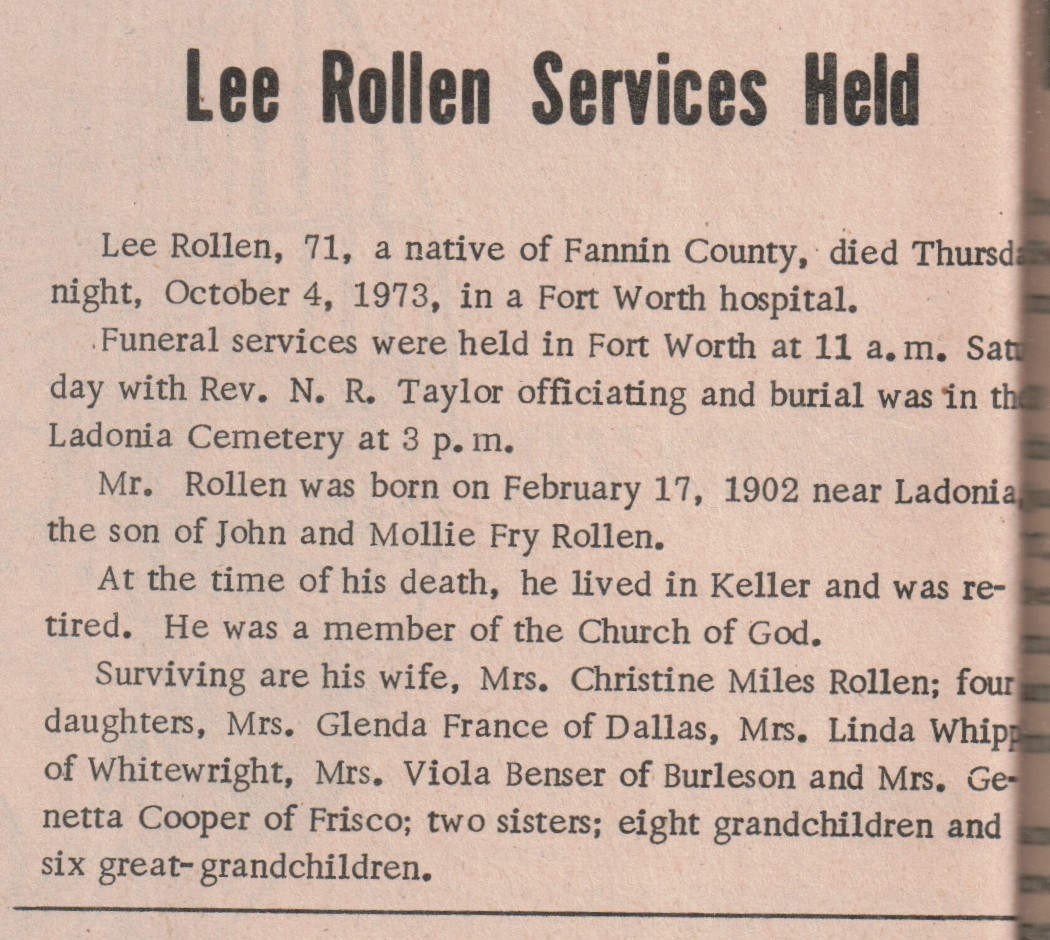 Lee Rollen Services Held
Lee Rollen, 71, a native of Fannin County, died
night, October 4, 1973, in a Fort Worth hospital.
Funeral services were held in Fort Worth at 11 a.m.
day with Rev. N. R. Taylor officiating and burial was in the
Ladonia Cemetery at 3 p.m.
Mr. Rollen was born on February 17, 1902 near Ladonia,
the son of John and Mollie Fry Rollen.
At the time of his death, he lived in Keller and was re-
tired. He was a member of the Church of God.
Surviving are his wife, Mrs. Christine Miles Rollen; four
daughters, Mrs. Glenda France of Dallas, Mrs. Linda
of Whitewright, Mrs. Viola Benser of Burleson and Mrs. Ge-
netta Cooper of Frisco; two sisters; eight grandchildren and
six great-grandchildren.